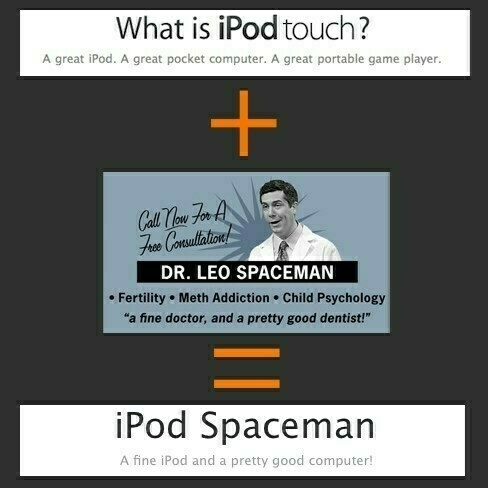 What is iPod touch?
A great iPod. A great pocket computer. A great portable game player.
+
Call Now For A
Free Consultation!
DR. LEO SPACEMAN
• Fertility • Meth Addiction • Child Psychology
"a fine doctor, and a pretty good dentist!"
=
iPod Spaceman
A fine iPod and a pretty good computer!